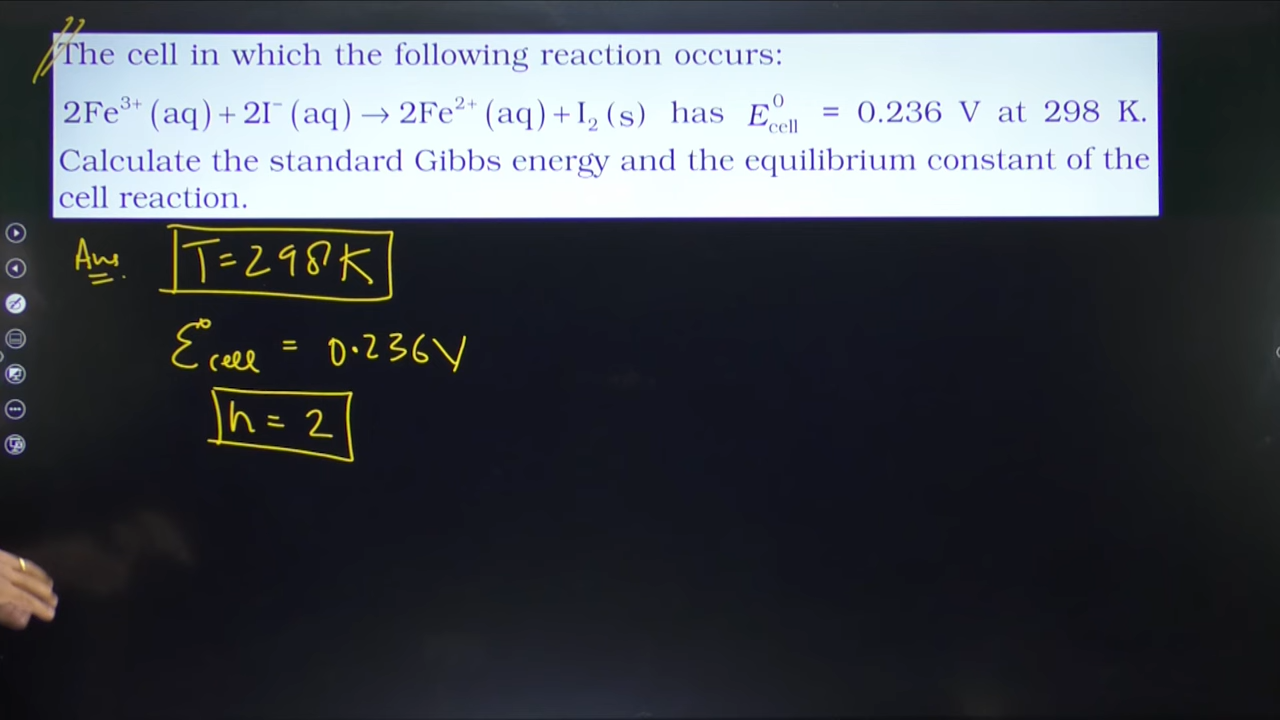 The cell in which the following reaction occurs:
2Fe³⁺ (aq) + 2I⁻ (aq) → 2Fe²⁺ (aq) + I₂ (s) has E⁰cell = 0.236 V at 298 K.
Calculate the standard Gibbs energy and the equilibrium constant of the
cell reaction.
Ans. T = 298K
E°cell = 0.236V
n = 2